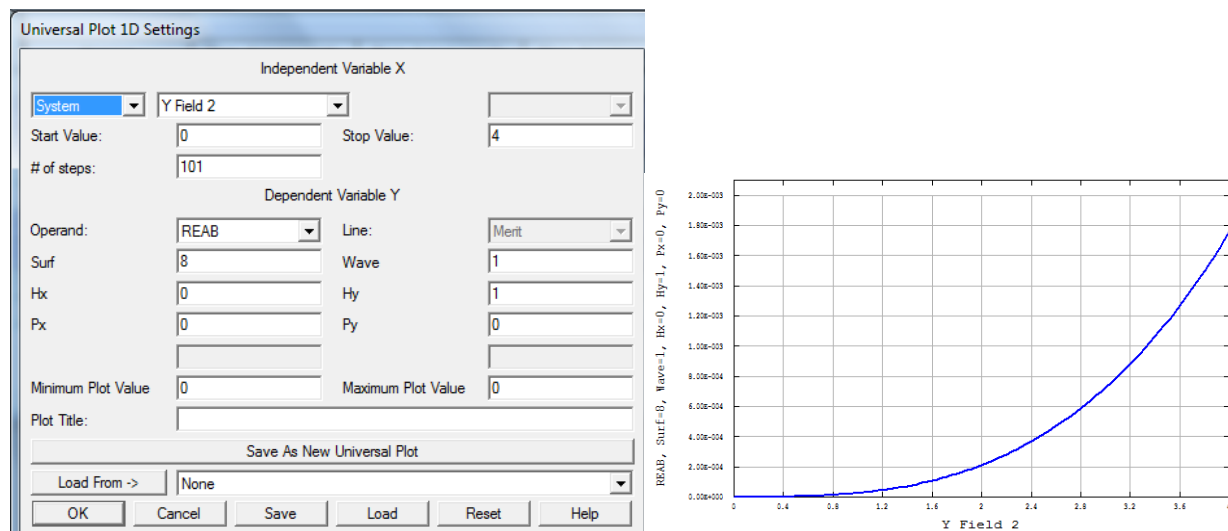 Universal Plot 1D Settings
Independent Variable X
System Y Field 2
Start Value: 0 Stop Value: 4
# of steps: 101
Dependent Variable Y
Operand: REAB Line: Merit
Surf 8 Wave 1
Hx 0 Hy 1
Px 0 Py 0
Minimum Plot Value 0 Maximum Plot Value 0
Plot Title:
Save As New Universal Plot
Load From -> None
OK Cancel Save Load Reset Help
REAB, Surf=8, Wave=1, Hx=0, Hy=1, Px=0, Py=0
2.00E-003
1.80E-003
1.60E-003
1.40E-003
1.20E-003
1.00E-003
8.00E-004
6.00E-004
4.00E-004
2.00E-004
0.00E+000
0 0.4 0.8 1.2 1.6 2 2.4 2.8 3.2 3.6
Y Field 2